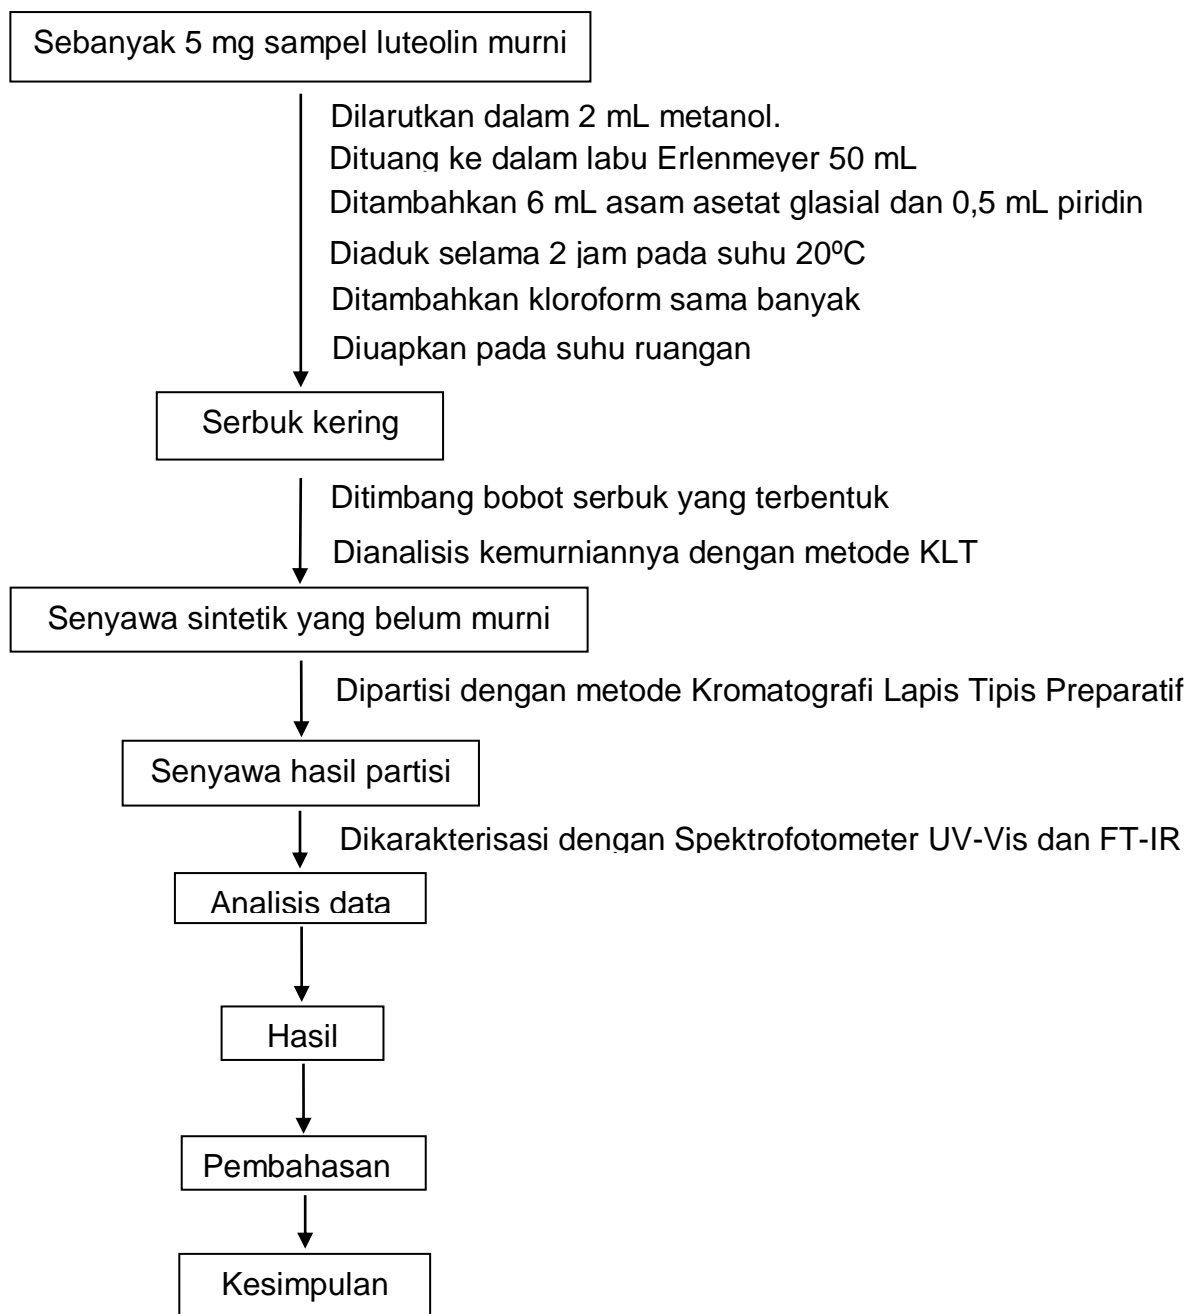 Sebanyak 5 mg sampel luteolin murni
Dilarutkan dalam 2 mL metanol.
Dituang ke dalam labu Erlenmeyer 50 mL
Ditambahkan 6 mL asam asetat glasial dan 0,5 mL piridin
Diaduk selama 2 jam pada suhu 20ºC
Ditambahkan kloroform sama banyak
Diuapkan pada suhu ruangan
Serbuk kering
Ditimbang bobot serbuk yang terbentuk
Dianalisis kemurniannya dengan metode KLT
Senyawa sintetik yang belum murni
Dipartisi dengan metode Kromatografi Lapis Tipis Preparatif
Senyawa hasil partisi
Dikarakterisasi dengan Spektrofotometer UV-Vis dan FT-IR
Analisis data
Hasil
Pembahasan
Kesimpulan